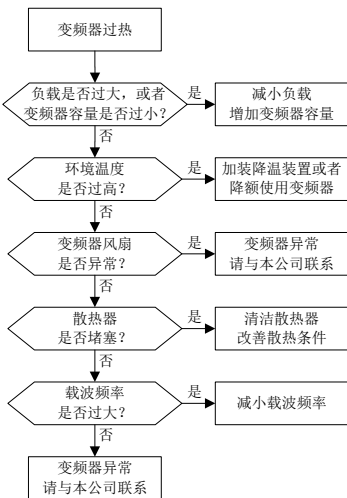 变频器过热
负载是否过大，或者
变频器容量是否过小？
是
减小负载
增加变频器容量
否
环境温度
是否过高？
是
加装降温装置或者
降额使用变频器
否
变频器风扇
是否异常？
是
变频器异常
请与本公司联系
否
散热器
是否堵塞？
是
清洁散热器
改善散热条件
否
载波频率
是否过大？
是
减小载波频率
否
变频器异常
请与本公司联系